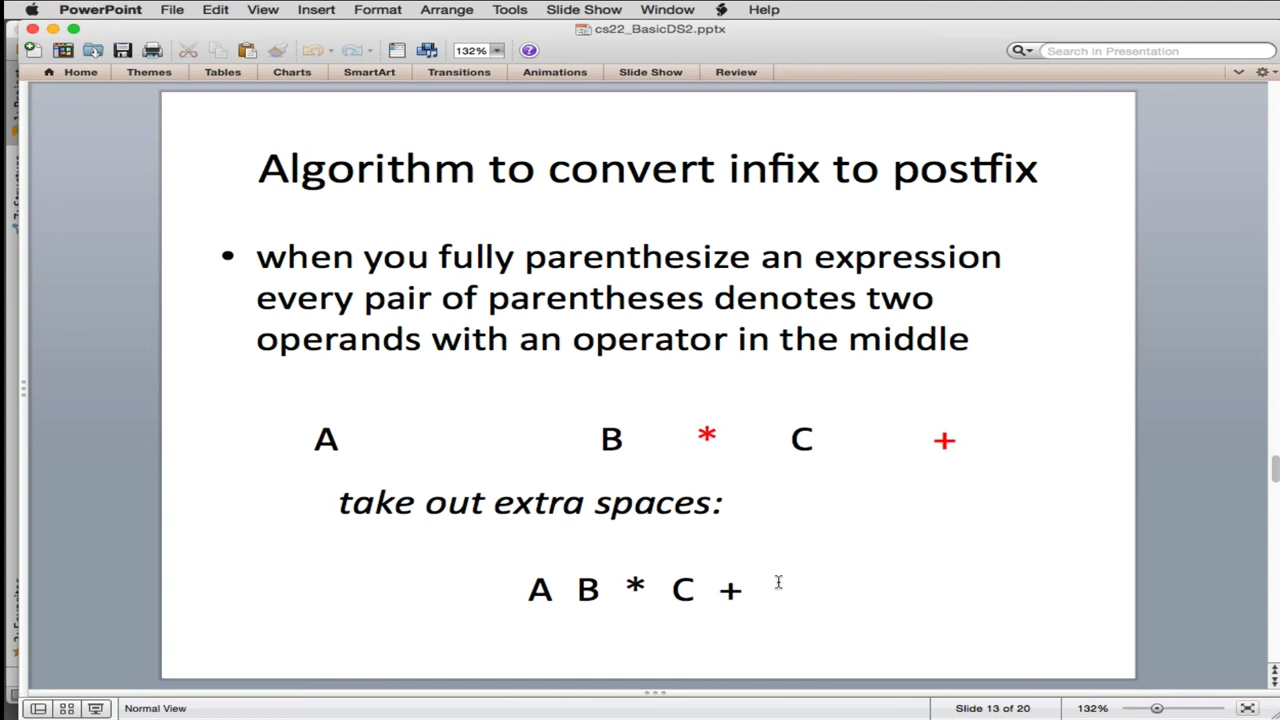 PowerPoint File Edit View Insert Format Arrange Tools Slide Show Window Help
cs22_BasicDS2.pptx
132% Search in Presentation
Home Themes Tables Charts SmartArt Transitions Animations Slide Show Review
Algorithm to convert infix to postfix
• when you fully parenthesize an expression
every pair of parentheses denotes two
operands with an operator in the middle
A B * C +
take out extra spaces:
A B * C +
Normal View Slide 13 of 20 132%